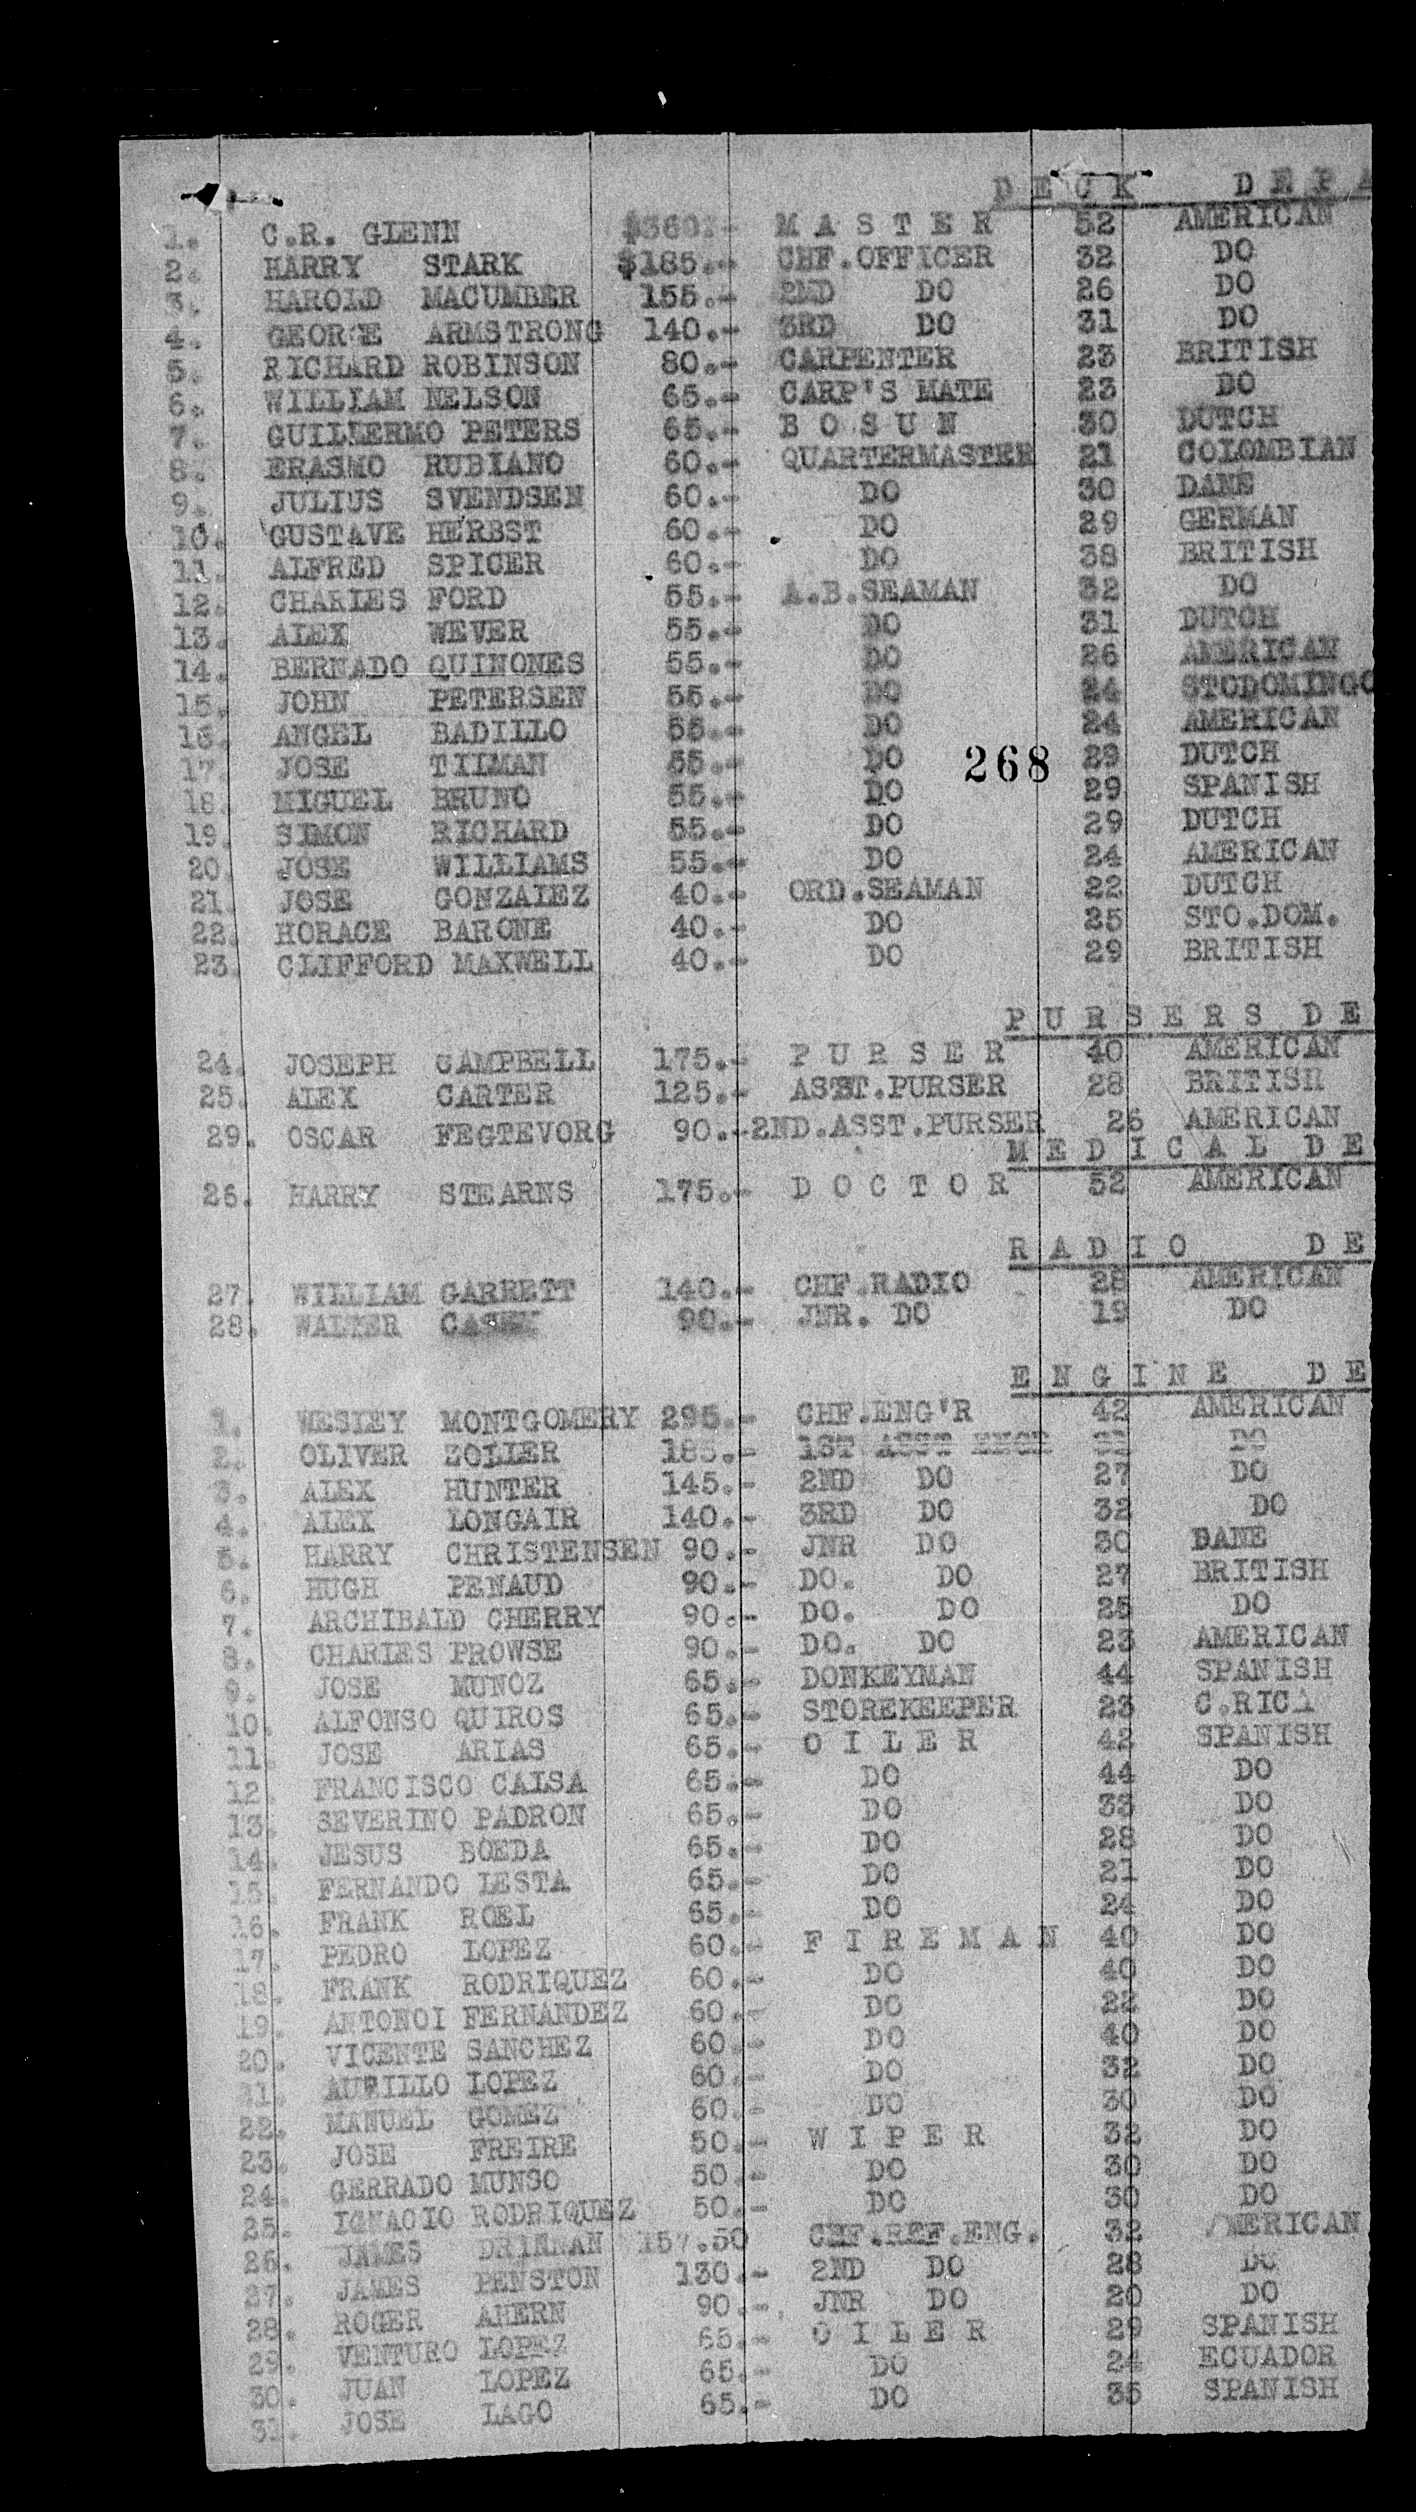 DECK DEPA
1. C.R. GLENN $360.- MASTER 52 AMERICAN
2. HARRY STARK $185.- CHF.OFFICER 32 DO
3. HAROLD MACUMBER 155.- 2ND DO 26 DO
4. GEORGE ARMSTRONG 140.- 3RD DO 31 DO
5. RICHARD ROBINSON 80.- CARPENTER 23 BRITISH
6. WILLIAM NELSON 65.- CARP'S MATE 23 DO
7. GUILLERMO PETERS 65.- BOSUN 30 DUTCH
8. ERASMO RUBIANO 60.- QUARTERMASTER 21 COLOMBIAN
9. JULIUS SVENDSEN 60.- DO 30 DANE
10. GUSTAVE HERBST 60.- DO 29 GERMAN
11. ALFRED SPICER 60.- DO 38 BRITISH
12. CHARLES FORD 55.- A.B.SEAMAN 32 DO
13. ALEX WEVER 55.- DO 31 DUTCH
14. BERNADO QUINONES 55.- DO 26 AMERICAN
15. JOHN PETERSEN 55.- DO 24 STODOMINGO
16. ANGEL BADILLO 55.- DO 24 AMERICAN
17. JOSE TILMAN 55.- DO 268 29 DUTCH
18. MIGUEL BRUNO 55.- DO 29 SPANISH
19. SIMON RICHARD 55.- DO 29 DUTCH
20. JOSE WILLIAMS 55.- DO 24 AMERICAN
21. JOSE GONZALEZ 40.- ORD.SEAMAN 22 DUTCH
22. HORACE BARONE 40.- DO 25 STO.DOM.
23. CLIFFORD MAXWELL 40.- DO 29 BRITISH
PURSERS DE
24. JOSEPH CAMPBELL 175.- PURSER 40 AMERICAN
25. ALEX CARTER 125.- ASST.PURSER 28 BRITISH
29. OSCAR FEGTEVORG 90.-2ND.ASST.PURSER 26 AMERICAN
MEDICAL DE
26. HARRY STEARNS 175.- DOCTOR 52 AMERICAN
RADIO DE
27. WILLIAM GARRETT 140.- CHF.RADIO 28 AMERICAN
28. WALTER CASEY 90.- JNR. DO 19 DO
ENGINE DE
1. WESLEY MONTGOMERY 295.- CHF.ENG'R 42 AMERICAN
2. OLIVER ZOLLER 185.- 1ST ASST ENGR DO
3. ALEX HUNTER 145.- 2ND DO 27 DO
4. ALEX LONGAIR 140.- 3RD DO 32 DO
5. HARRY CHRISTENSEN 90.- JNR DO 30 DANE
6. HUGH PENAUD 90.- DO. DO 27 BRITISH
7. ARCHIBALD CHERRY 90.- DO. DO 25 DO
8. CHARLES PROWSE 90.- DO. DO 23 AMERICAN
9. JOSE MUNOZ 65.- DONKEYMAN 44 SPANISH
10. ALFONSO QUIROS 65.- STOREKEEPER 23 C.RICA
11. JOSE ARIAS 65.- OILER 42 SPANISH
12. FRANCISCO CALSA 65.- DO 44 DO
13. SEVERINO PADRON 65.- DO 33 DO
14. JESUS BOEDA 65.- DO 28 DO
15. FERNANDO LESTA 65.- DO 21 DO
16. FRANK ROEL 65.- DO 24 DO
17. PEDRO LOPEZ 60.- FIREMAN 40 DO
18. FRANK RODRIQUEZ 60.- DO 40 DO
19. ANTONOI FERNANDEZ 60.- DO 22 DO
20. VICENTE SANCHEZ 60.- DO 40 DO
21. AURILLO LOPEZ 60.- DO 32 DO
22. MANUEL GOMEZ 60.- DO 30 DO
23. JOSE FREIRE 50.- WIPER 32 DO
24. GERRADO MUNSO 50.- DO 30 DO
25. IGNACIO RODRIQUEZ 50.- DO 30 DO
26. JAMES DRIENAN 157.50 CHF.REF.ENG. 32 AMERICAN
27. JAMES PENSTON 130.- 2ND DO 28 DO
28. ROGER AHERN 90.- JNR DO 20 DO
29. VENTURO LOPEZ 65.- OILER 29 SPANISH
30. JUAN LOPEZ 65.- DO 24 ECUADOR
31. JOSE LAGO 65.- DO 35 SPANISH